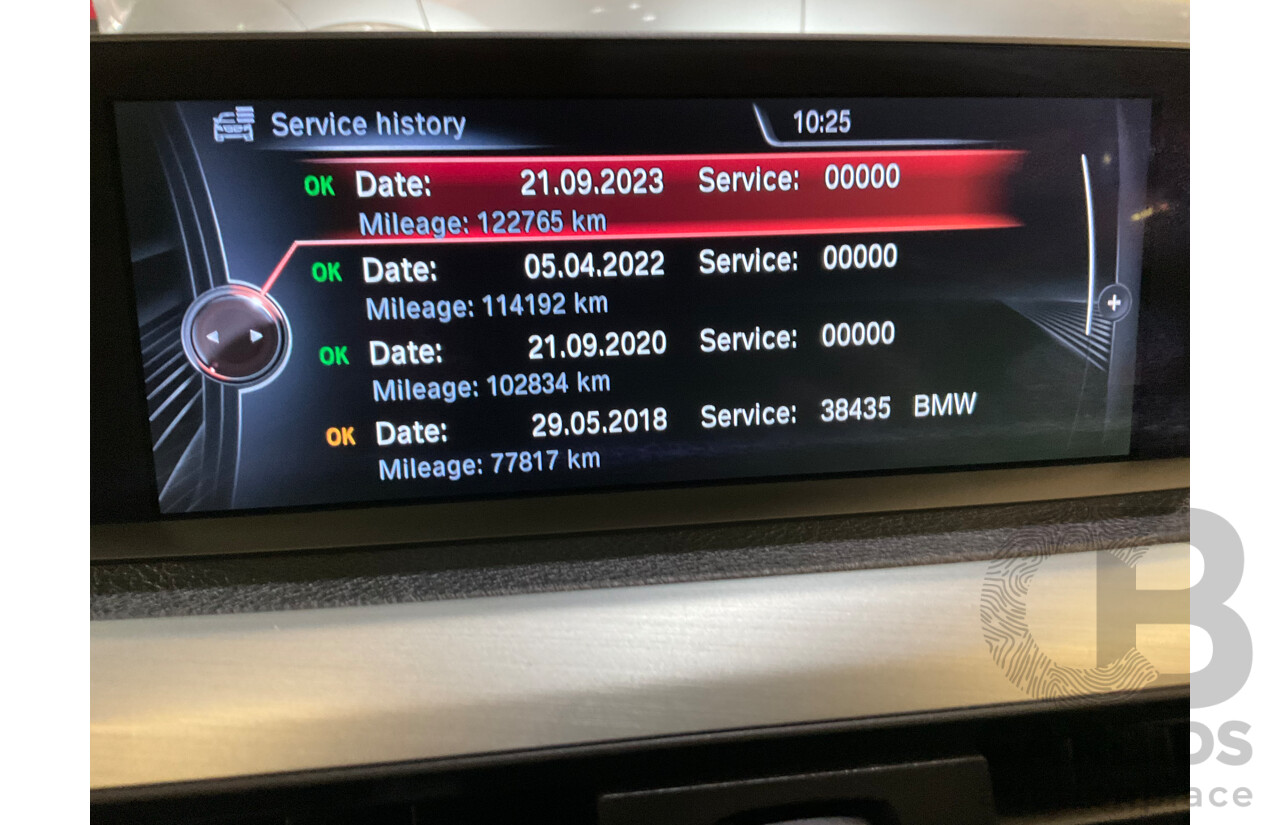 Service history 10:25
OK Date: 21.09.2023 Service: 00000
Mileage: 122765 km
OK Date: 05.04.2022 Service: 00000
Mileage: 114192 km
OK Date: 21.09.2020 Service: 00000
Mileage: 102834 km
OK Date: 29.05.2018 Service: 38435 BMW
Mileage: 77817 km